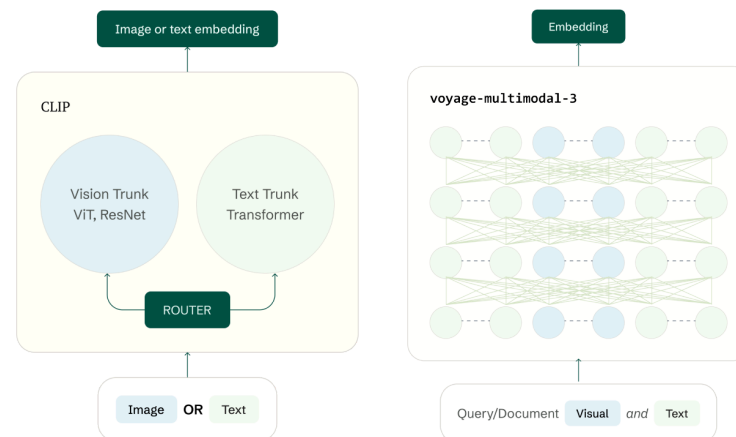 Image or text embedding
CLIP
Vision Trunk
ViT, ResNet
Text Trunk
Transformer
ROUTER
Image OR Text
Embedding
voyage-multimodal-3
Query/Document Visual and Text